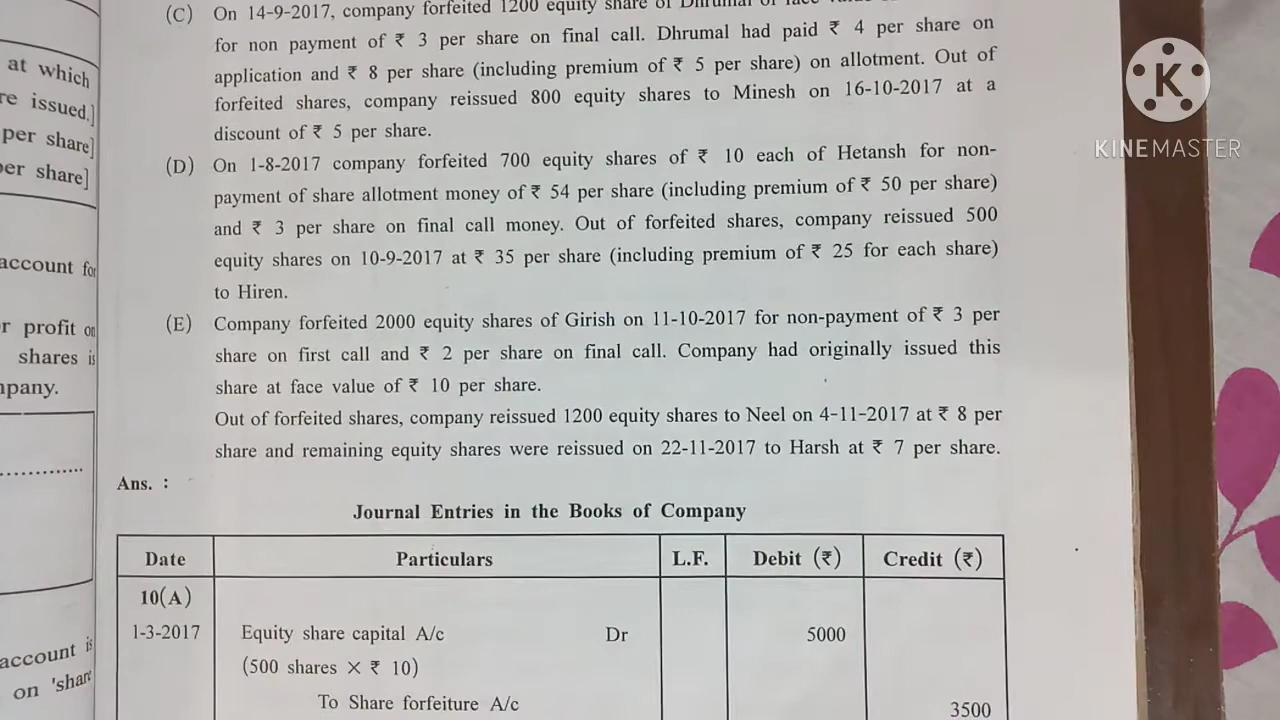 (C) On 14-9-2017, company forfeited 1200 equity share of Dhrumal of face value
for non payment of ₹ 3 per share on final call. Dhrumal had paid ₹ 4 per share on
application and ₹ 8 per share (including premium of ₹ 5 per share) on allotment. Out of
forfeited shares, company reissued 800 equity shares to Minesh on 16-10-2017 at a
discount of ₹ 5 per share.
(D) On 1-8-2017 company forfeited 700 equity shares of ₹ 10 each of Hetansh for non-
payment of share allotment money of ₹ 54 per share (including premium of ₹ 50 per share)
and ₹ 3 per share on final call money. Out of forfeited shares, company reissued 500
equity shares on 10-9-2017 at ₹ 35 per share (including premium of ₹ 25 for each share)
to Hiren.
(E) Company forfeited 2000 equity shares of Girish on 11-10-2017 for non-payment of ₹ 3 per
share on first call and ₹ 2 per share on final call. Company had originally issued this
share at face value of ₹ 10 per share.
Out of forfeited shares, company reissued 1200 equity shares to Neel on 4-11-2017 at ₹ 8 per
share and remaining equity shares were reissued on 22-11-2017 to Harsh at ₹ 7 per share.
Ans. :
Journal Entries in the Books of Company
Date Particulars L.F. Debit (₹) Credit (₹)
10(A)
1-3-2017 Equity share capital A/c Dr 5000
(500 shares × ₹ 10)
To Share forfeiture A/c 3500
at which
issued.]
per share]
share]
account for
profit on
shares is
account is
on 'share
K
KINEMASTER